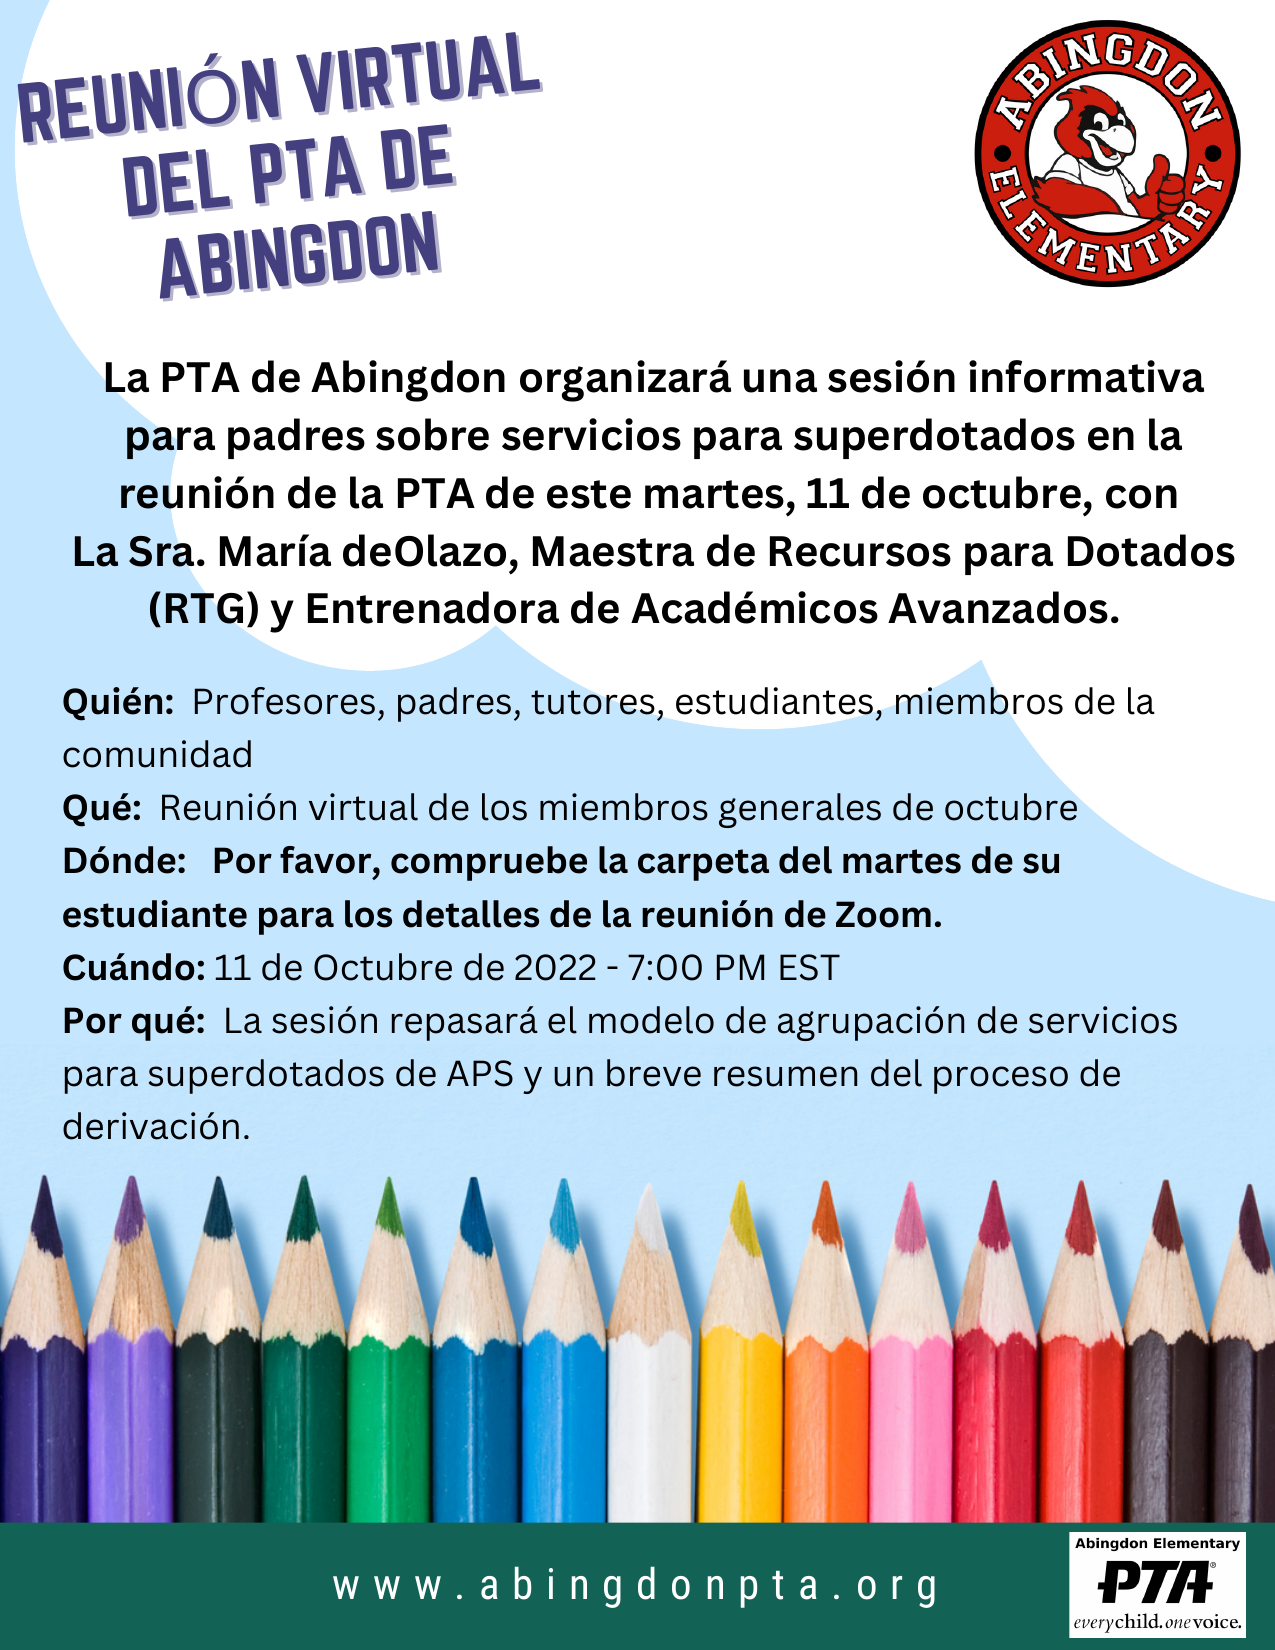 REUNIÓN VIRTUAL
DEL PTA DE
ABINGDON
ABINGDON
ELEMENTARY
La PTA de Abingdon organizará una sesión informativa
para padres sobre servicios para superdotados en la
reunión de la PTA de este martes, 11 de octubre, con
La Sra. María deOlazo, Maestra de Recursos para Dotados
(RTG) y Entrenadora de Académicos Avanzados.
Quién: Profesores, padres, tutores, estudiantes, miembros de la
comunidad
Qué: Reunión virtual de los miembros generales de octubre
Dónde: Por favor, compruebe la carpeta del martes de su
estudiante para los detalles de la reunión de Zoom.
Cuándo: 11 de Octubre de 2022 - 7:00 PM EST
Por qué: La sesión repasará el modelo de agrupación de servicios
para superdotados de APS y un breve resumen del proceso de
derivación.
www.abingdonpta.org
Abingdon Elementary
PTA®
everychild.onevoice.